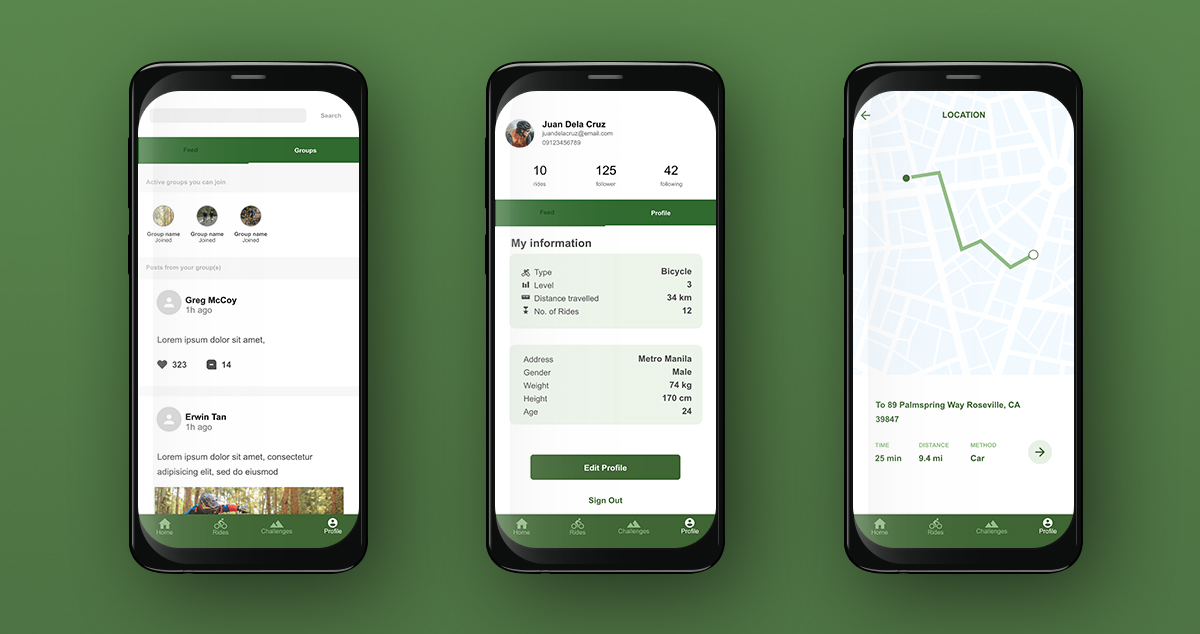 Search
Feed Groups
Active groups you can join
Group name Group name Group name
Joined Joined Joined
Posts from your group(s)
Greg McCoy
1h ago
Lorem ipsum dolor sit amet,
323 14
Erwin Tan
1h ago
Lorem ipsum dolor sit amet, consectetur
adipisicing elit, sed do eiusmod
Home Rides Challenges Profile
Juan Dela Cruz
juandelacruz@email.com
09123456789
10 125 42
rides follower following
Feed Profile
My information
Type Bicycle
Level 3
Distance travelled 34 km
No. of Rides 12
Address Metro Manila
Gender Male
Weight 74 kg
Height 170 cm
Age 24
Edit Profile
Sign Out
Home Rides Challenges Profile
LOCATION
To 89 Palmspring Way Roseville, CA
39847
TIME DISTANCE METHOD
25 min 9.4 mi Car
Home Rides Challenges Profile